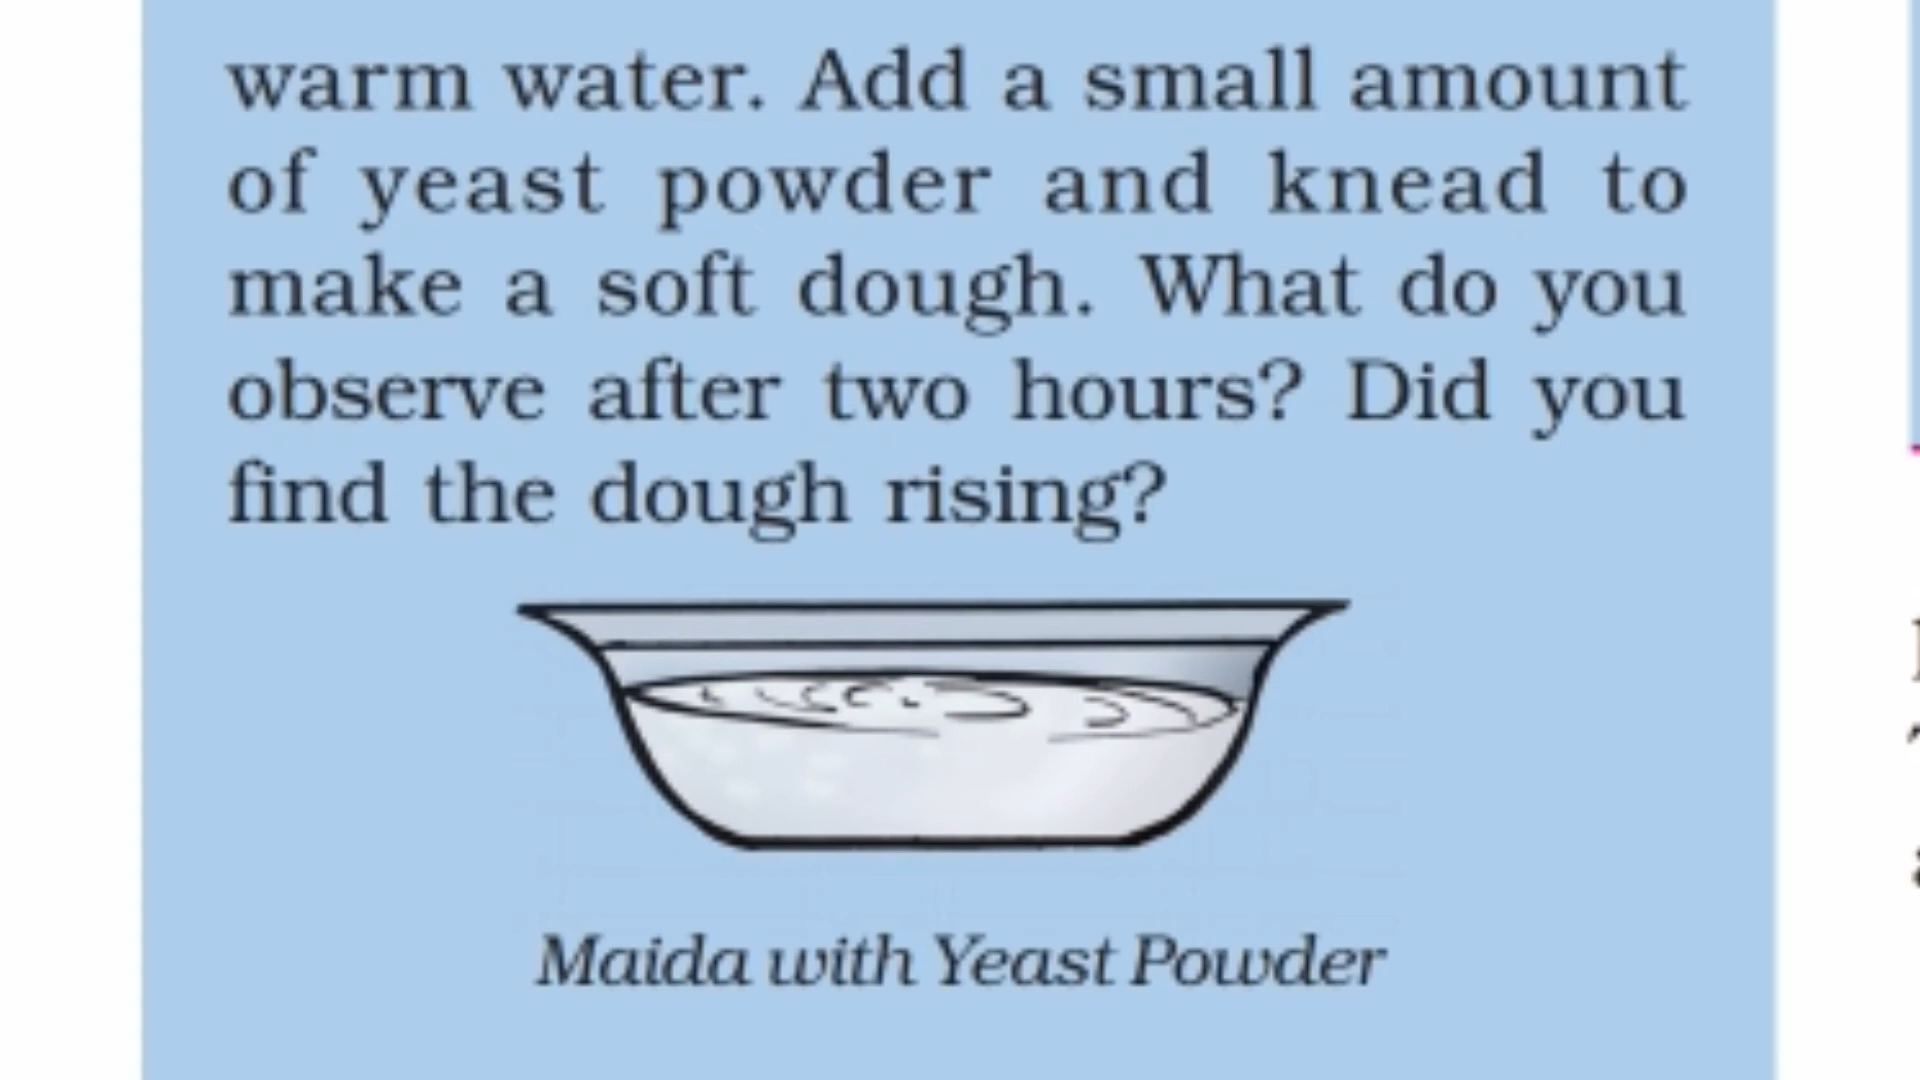 warm water. Add a small amount
of yeast powder and knead to
make a soft dough. What do you
observe after two hours? Did you
find the dough rising?
Maida with Yeast Powder